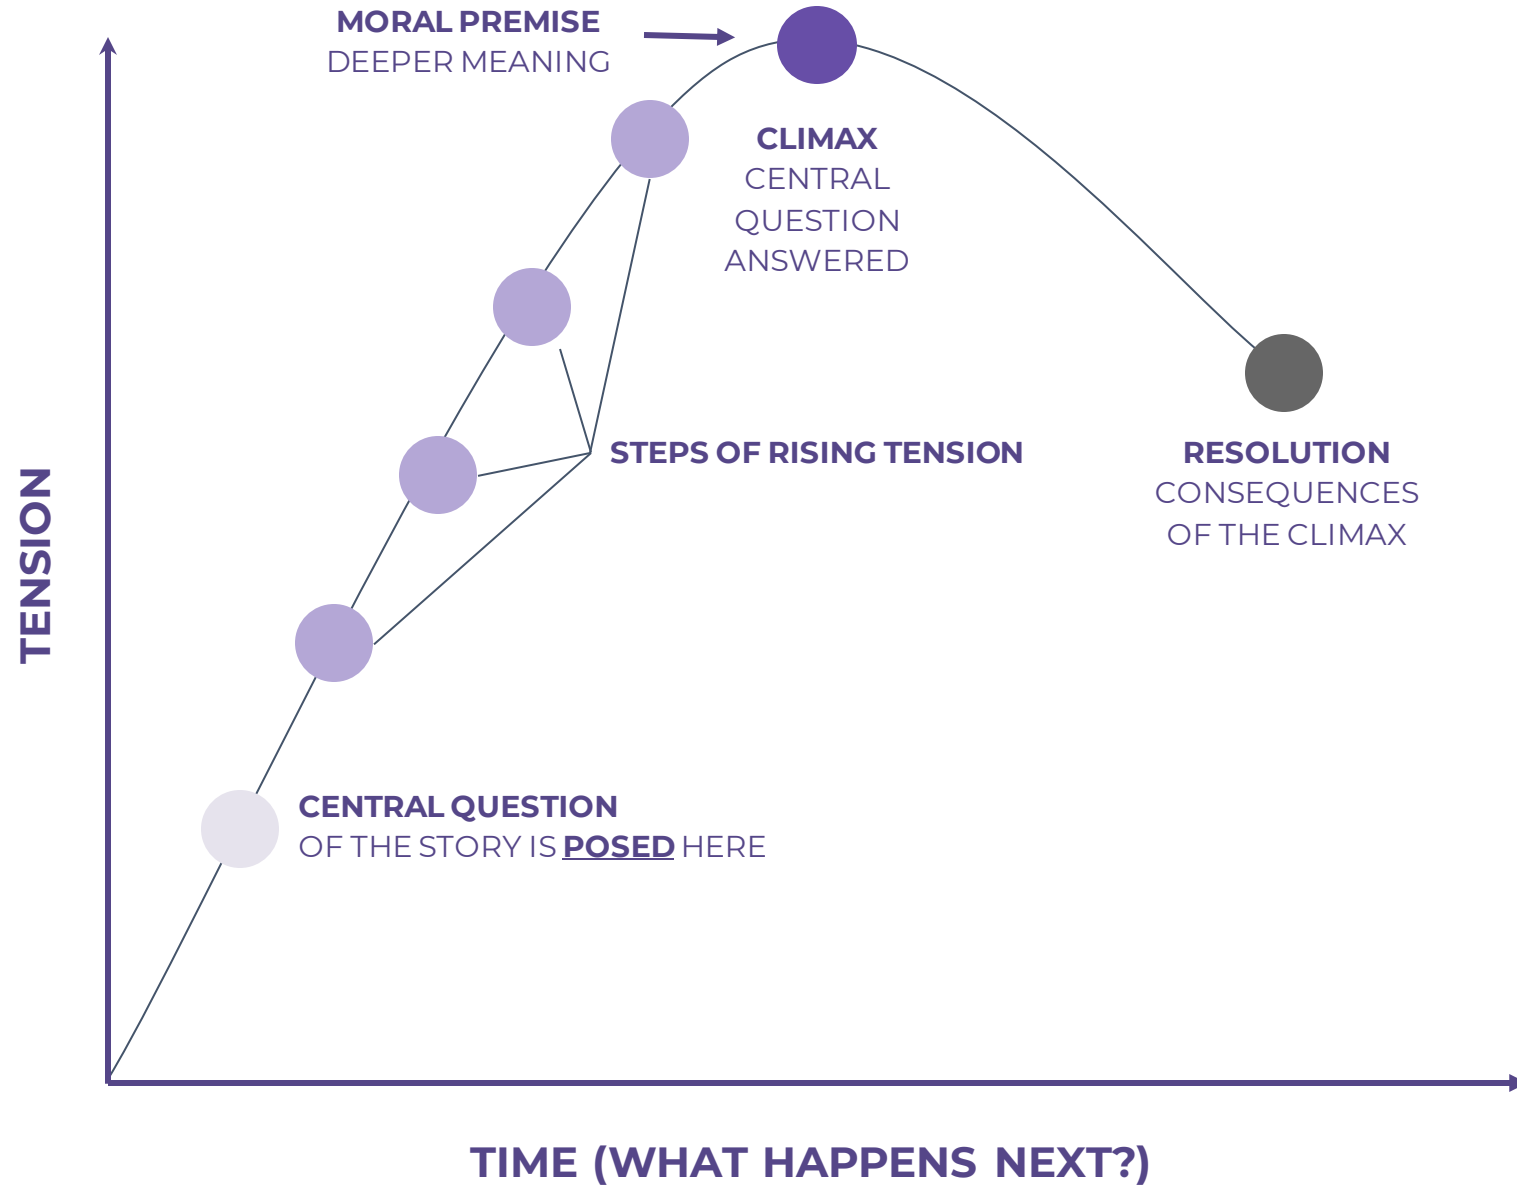 MORAL PREMISE
DEEPER MEANING
CLIMAX
CENTRAL
QUESTION
ANSWERED
STEPS OF RISING TENSION
RESOLUTION
CONSEQUENCES
OF THE CLIMAX
TENSION
CENTRAL QUESTION
OF THE STORY IS POSED HERE
TIME (WHAT HAPPENS NEXT?)